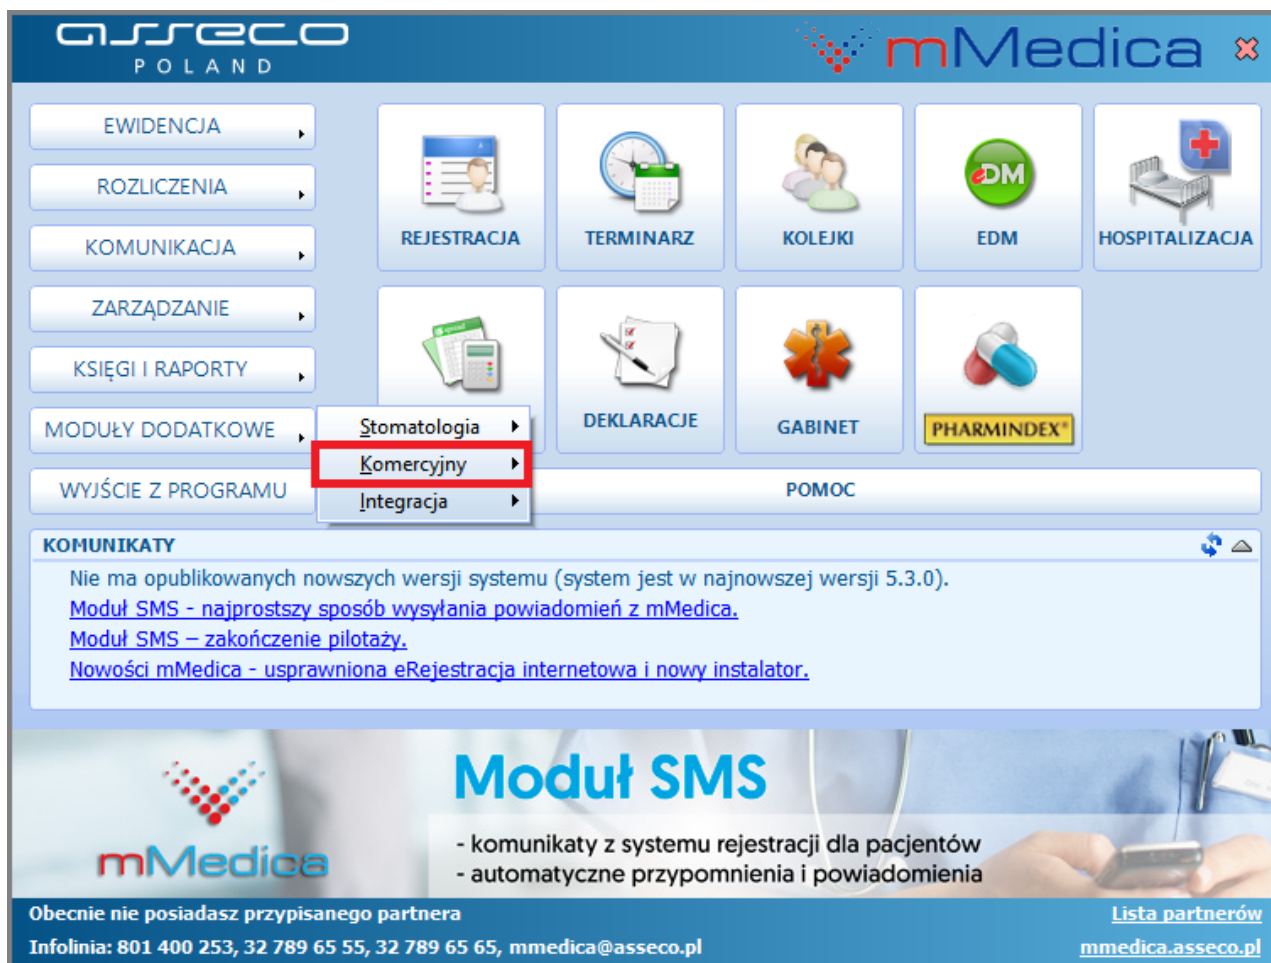 asseco
POLAND
mMedica
EWIDENCJA
ROZLICZENIA
KOMUNIKACJA
ZARZĄDZANIE
KSIĘGI I RAPORTY
MODUŁY DODATKOWE
WYJŚCIE Z PROGRAMU
REJESTRACJA
TERMINARZ
KOLEJKI
eDM
EDM
HOSPITALIZACJA
DEKLARACJE
GABINET
PHARMINDEX®
Stomatologia
Komercyjny
Integracja
POMOC
KOMUNIKATY
Nie ma opublikowanych nowszych wersji systemu (system jest w najnowszej wersji 5.3.0).
Moduł SMS - najprostszy sposób wysyłania powiadomień z mMedica.
Moduł SMS – zakończenie pilotaży.
Nowości mMedica - usprawniona eRejestracja internetowa i nowy instalator.
mMedica
Moduł SMS
- komunikaty z systemu rejestracji dla pacjentów
- automatyczne przypomnienia i powiadomienia
Obecnie nie posiadasz przypisanego partnera
Lista partnerów
Infolinia: 801 400 253, 32 789 65 55, 32 789 65 65, mmedica@asseco.pl
mmedica.asseco.pl